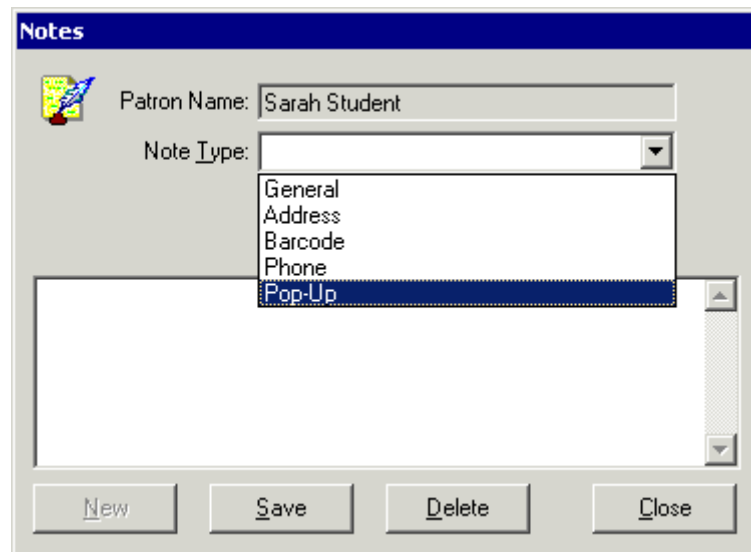 Notes
Patron Name: Sarah Student
Note Type:
General
Address
Barcode
Phone
Pop-Up
New Save Delete Close